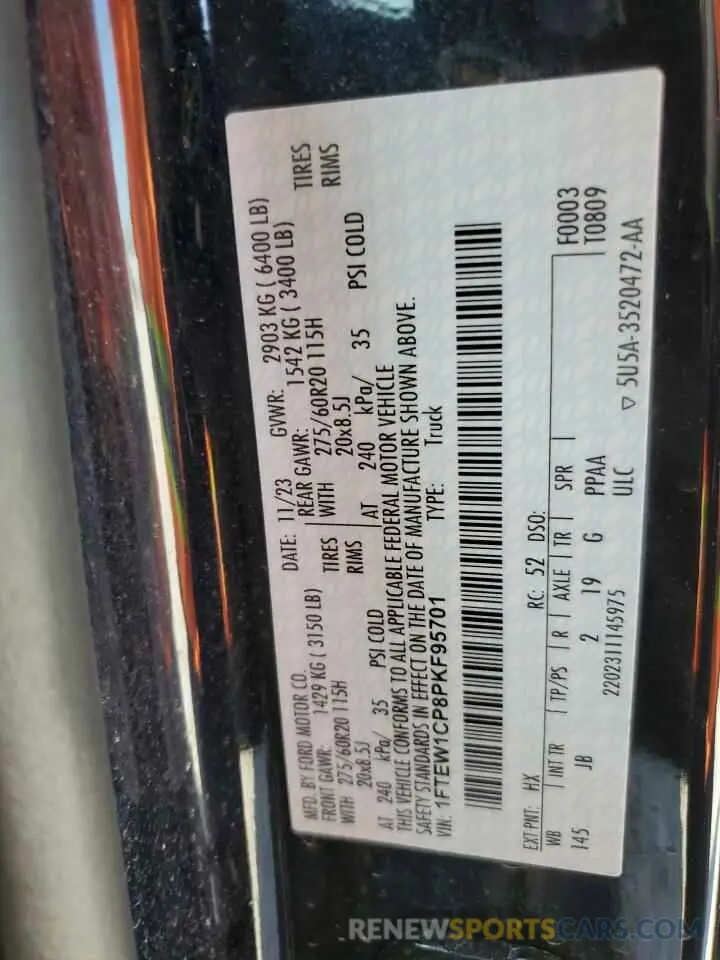 MFD. BY FORD MOTOR CO.
DATE: 11/23 GVWR: 2903 KG ( 6400 LB)
FRONT GAWR: 1429 KG ( 3150 LB) REAR GAWR: 1542 KG ( 3400 LB)
WITH 275/60R20 115H TIRES WITH 275/60R20 115H TIRES
20x8.5J RIMS 20x8.5J RIMS
AT 240 kPa/ 35 PSI COLD AT 240 kPa/ 35 PSI COLD
THIS VEHICLE CONFORMS TO ALL APPLICABLE FEDERAL MOTOR VEHICLE
SAFETY STANDARDS IN EFFECT ON THE DATE OF MANUFACTURE SHOWN ABOVE.
VIN: 1FTEW1CP8PKF95701 TYPE: Truck
EXT PNT: HX RC: 52 DSO: F0003
WB INT TR TP/PS R AXLE TR SPR T0809
145 JB 2 19 G PPAA
2202311145975 ULC ▽ 5U5A-3520472-AA
RENEWSPORTSCARS.COM